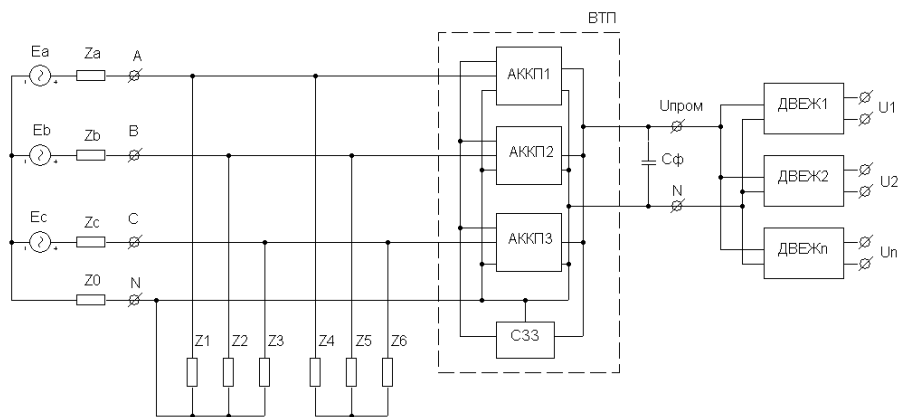 ВТП
Ea Za A
АККП1
Uпром
ДВЕЖ1
U1
Eb Zb B
АККП2
Cф
ДВЕЖ2
U2
Ec Zc C
АККП3
N
ДВЕЖn
Un
Z0 N
СЗЗ
Z1 Z2 Z3 Z4 Z5 Z6